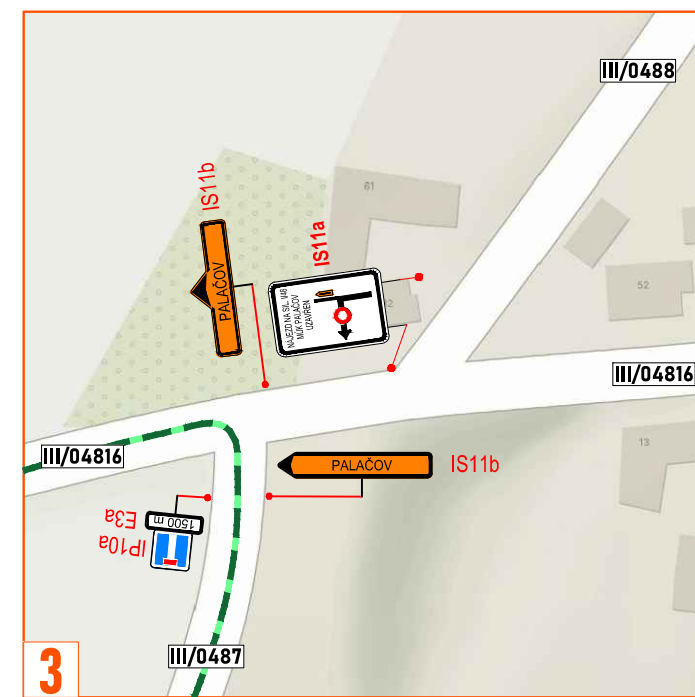 III/0488
61
IS11b
IS11a
PALAČOV
NÁJEZD NA SIL. I/48
MÚK PALAČOV
UZAVŘEN
2
52
III/04816
13
III/04816
PALAČOV
IS11b
1500 m
E3a
IP10a
III/0487
3